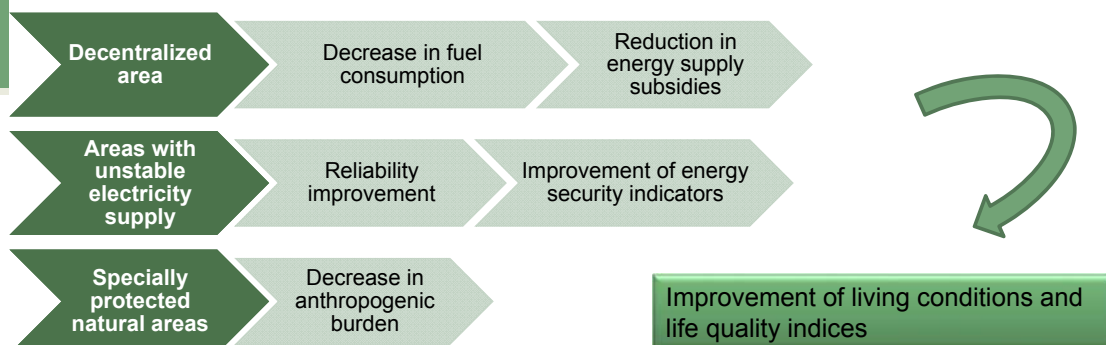 Decentralized
area
Decrease in fuel
consumption
Reduction in
energy supply
subsidies
Areas with
unstable
electricity
supply
Reliability
improvement
Improvement of energy
security indicators
Specially
protected
natural areas
Decrease in
anthropogenic
burden
Improvement of living conditions and
life quality indices